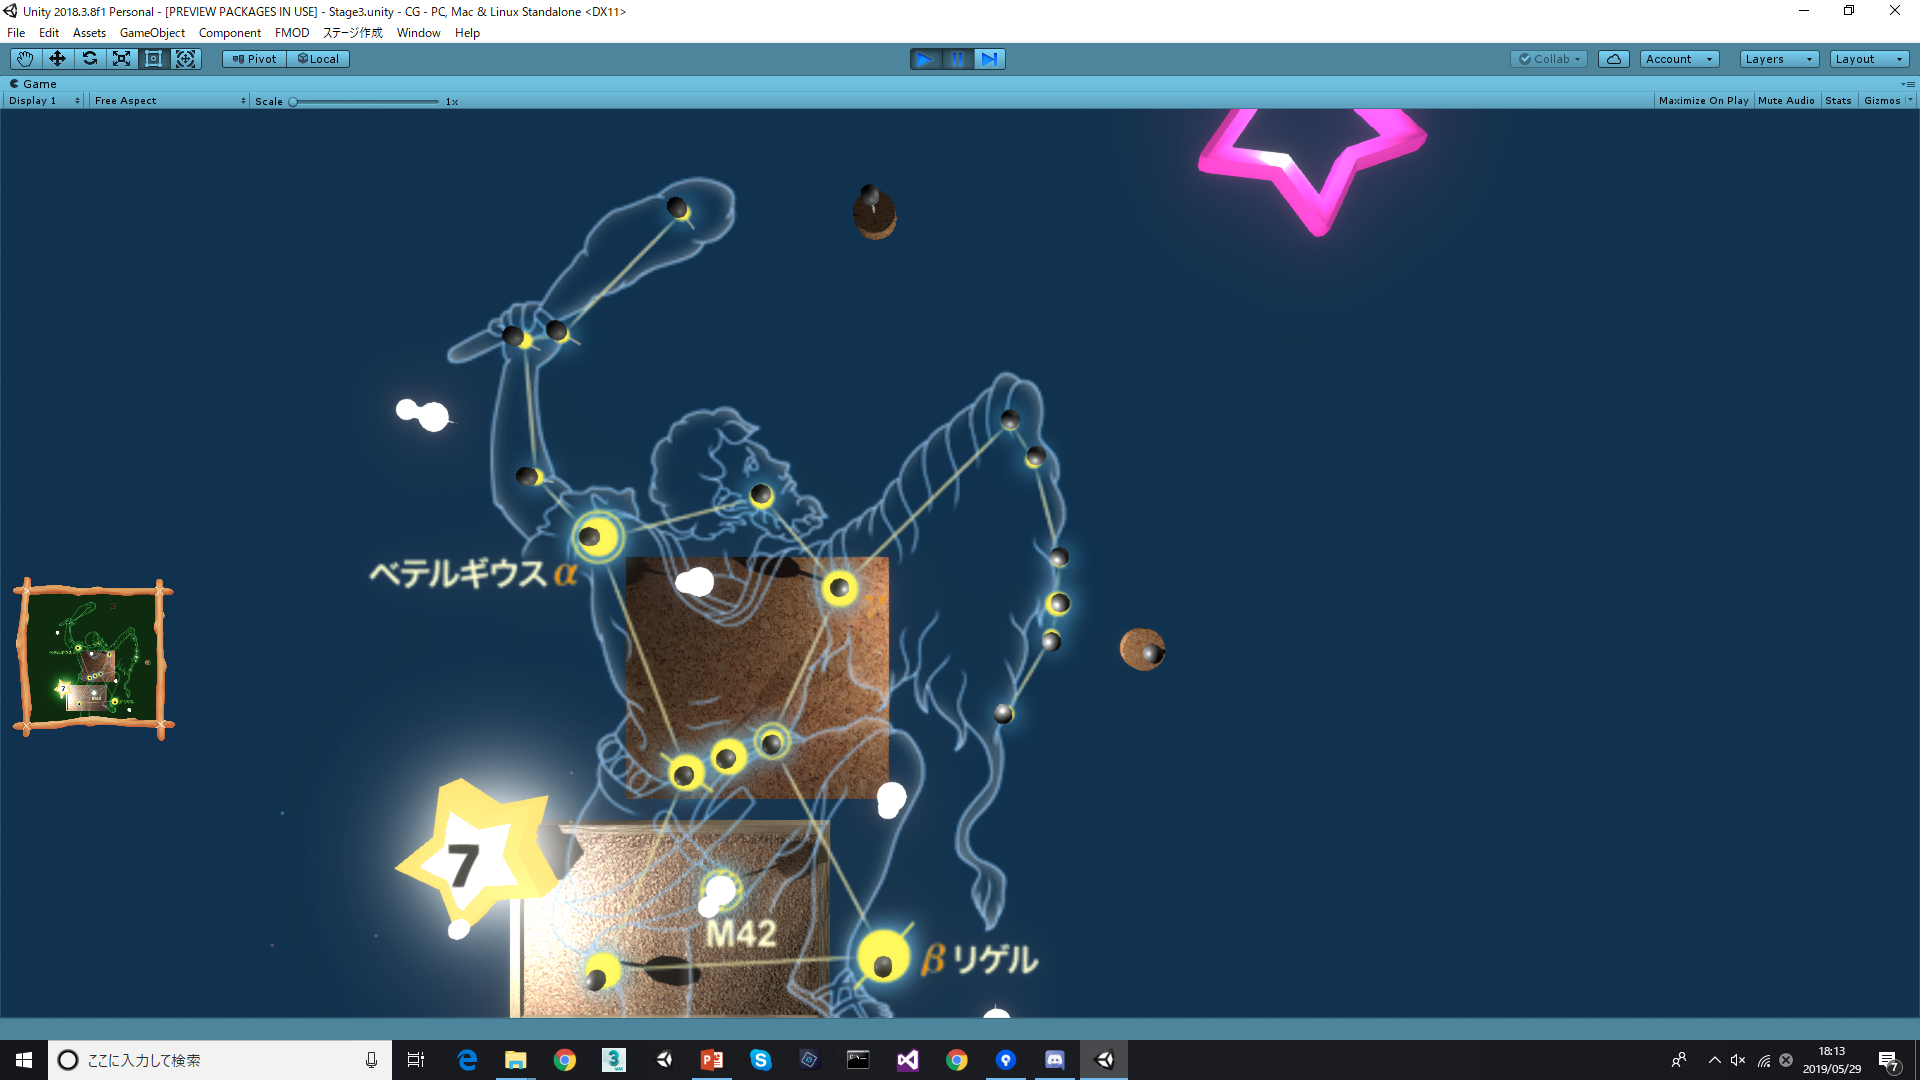 Unity 2018.3.8f1 Personal - [PREVIEW PACKAGES IN USE] - Stage3.unity - CG - PC, Mac & Linux Standalone <DX11>
File Edit Assets GameObject Component FMOD ステージ作成 Window Help
Pivot Local Collab Account Layers Layout
Game
Display 1 Free Aspect Scale 1x Maximize On Play Mute Audio Stats Gizmos
ベテルギウス α
7
M42
β リゲル
ここに入力して検索
18:13
2019/05/29
7